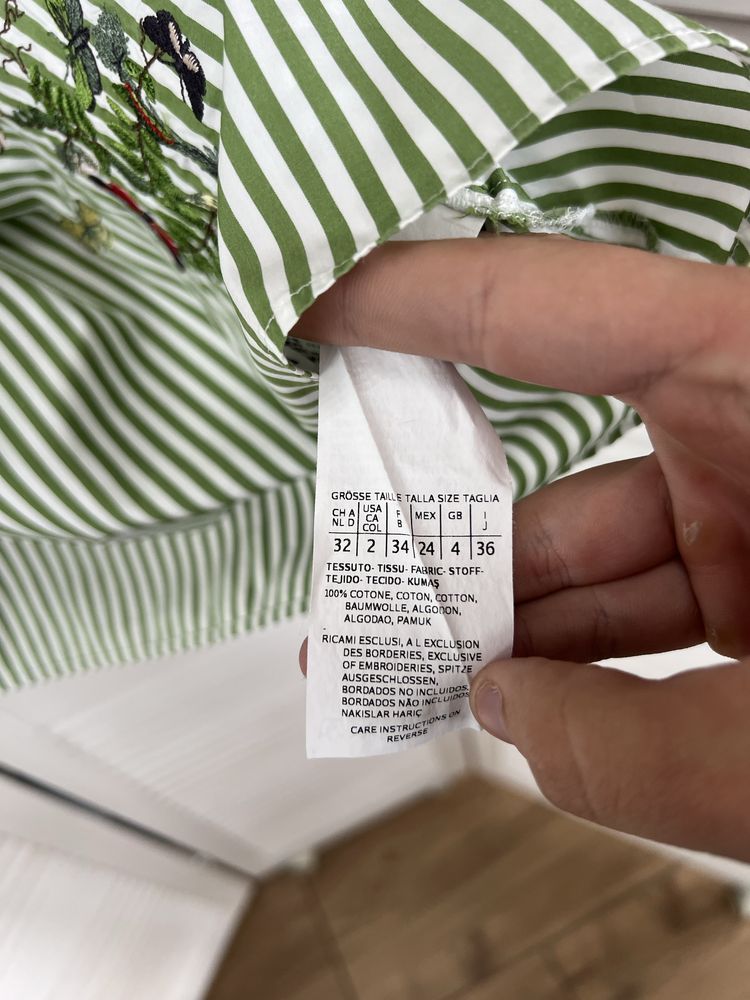 GRÖSSE TAILLE TALLA SIZE TAGLIA
CH A NL D USA CA COL F B MEX GB I J
32 2 34 24 4 36
TESSUTO- TISSU- FABRIC- STOFF-
TEJIDO- TECIDO- KUMAŞ
100% COTONE, COTON, COTTON,
BAUMWOLLE, ALGODON,
ALGODAO, PAMUK
RICAMI ESCLUSI, A L EXCLUSION
DES BORDERIES, EXCLUSIVE
OF EMBROIDERIES, SPITZE
AUSGESCHLOSSEN,
BORDADOS NO INCLUIDOS,
BORDADOS NÃO INCLUIDOS
NAKISLAR HARIÇ
CARE INSTRUCTIONS ON
REVERSE